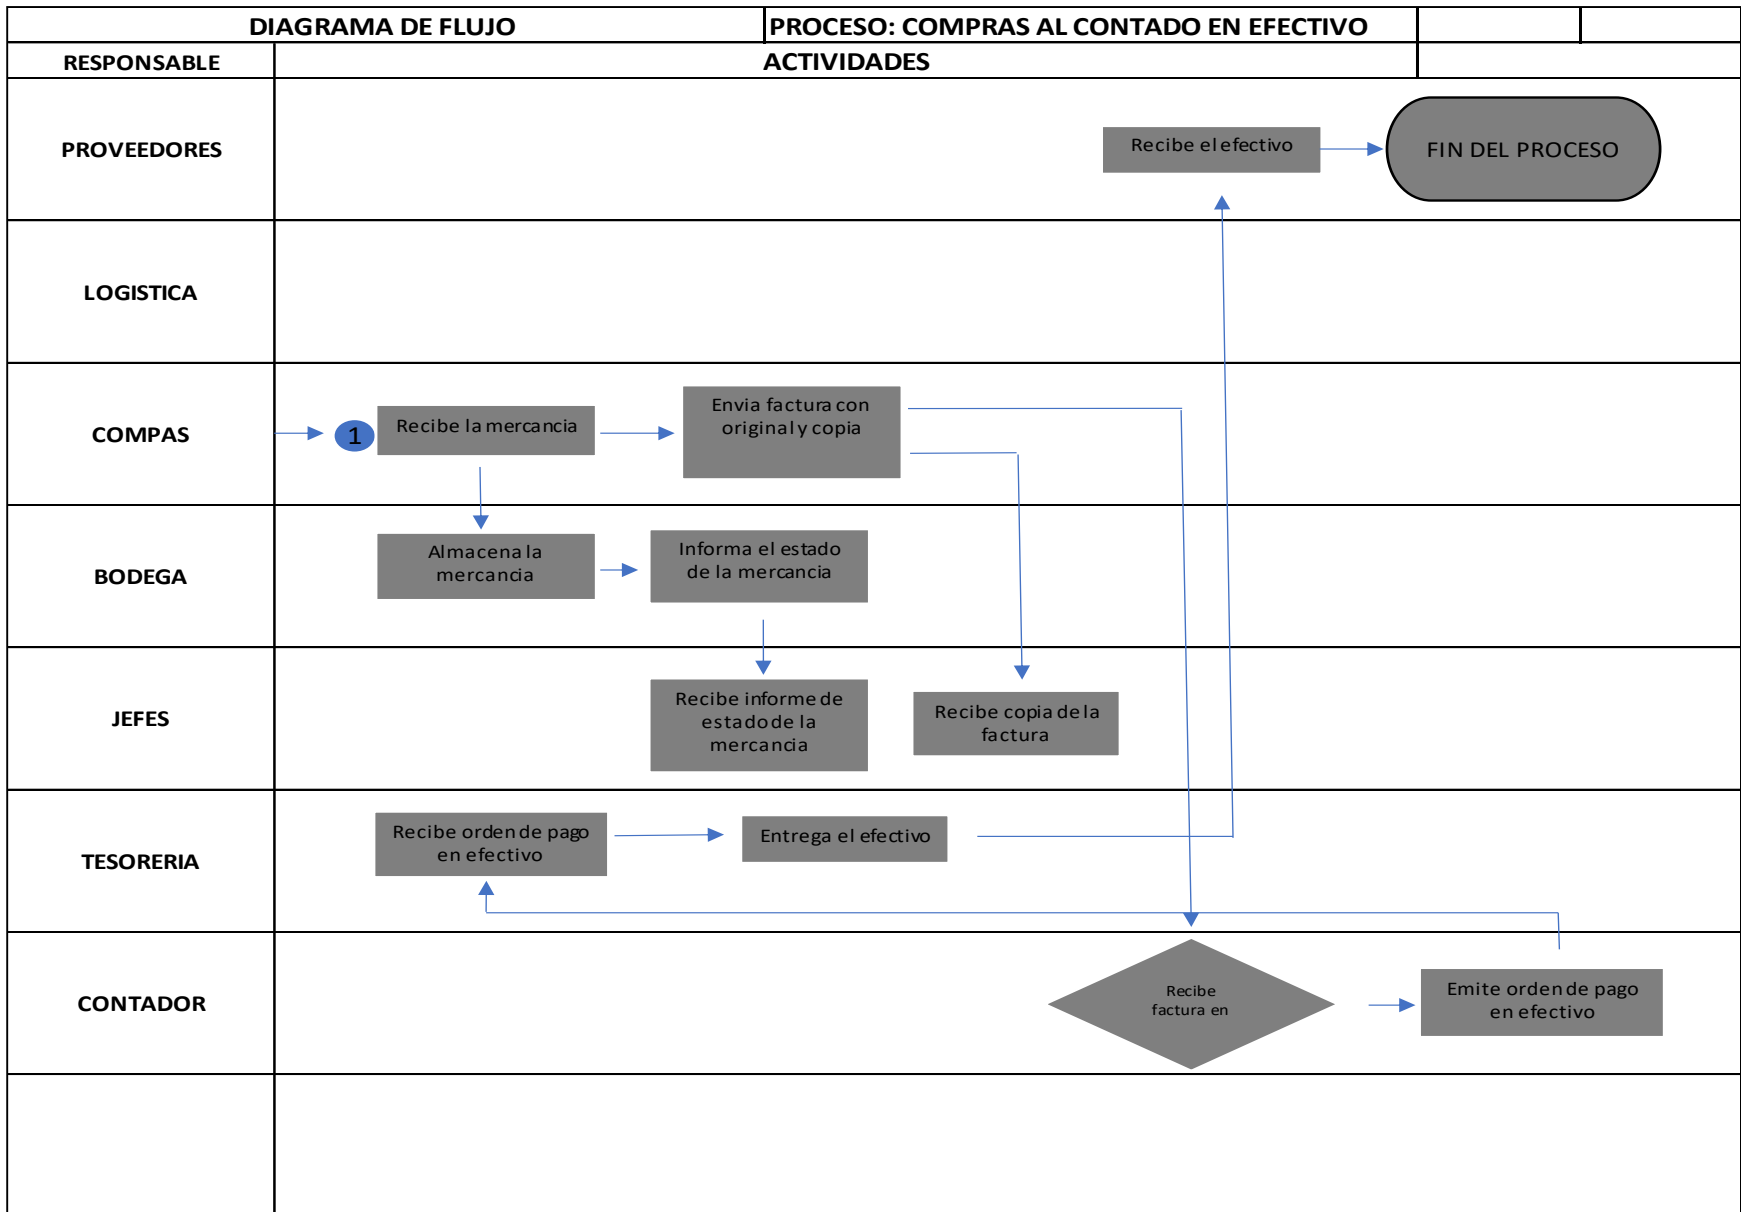 DIAGRAMA DE FLUJO
PROCESO: COMPRAS AL CONTADO EN EFECTIVO
RESPONSABLE
ACTIVIDADES
PROVEEDORES
Recibe el efectivo
FIN DEL PROCESO
LOGISTICA
COMPAS
1
Recibe la mercancia
Envia factura con
original y copia
BODEGA
Almacena la
mercancia
Informa el estado
de la mercancia
JEFES
Recibe informe de
estado de la
mercancia
Recibe copia de la
factura
TESORERIA
Recibe orden de pago
en efectivo
Entrega el efectivo
CONTADOR
Recibe
factura en
Emite orden de pago
en efectivo